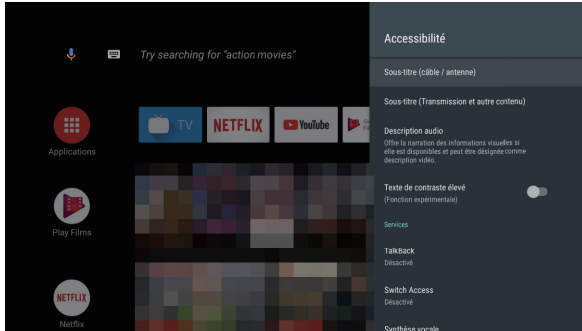 Accessibilité
Try searching for "action movies"
Sous-titre (câble / antenne)
Sous-titre (Transmission et autre contenu)
TV
NETFLIX
YouTube
Description audio
Offre la narration des informations visuelles si
elle est disponibles et peut être désignée comme
description vidéo.
Applications
Texte de contraste élevé
(Fonction expérimentale)
Services
Play Films
TalkBack
Désactivé
Switch Access
Désactivé
NETFLIX
Netflix
Synthèse vocale